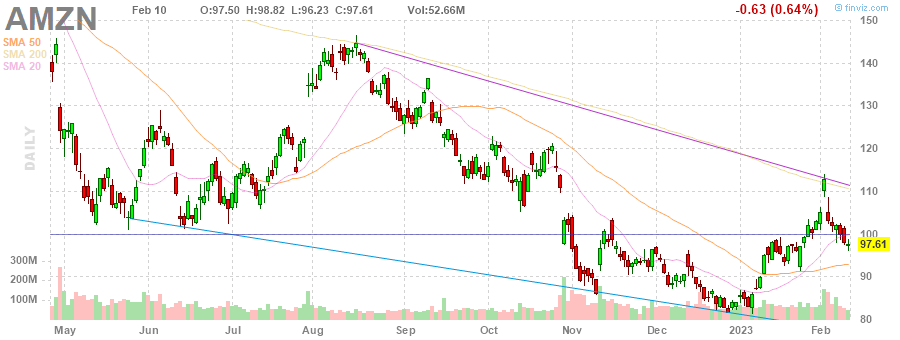 AMZN
Feb 10 O:97.50 H:98.82 L:96.23 C:97.61 Vol:52.66M -0.63 (0.64%) © finviz.com
SMA 50
SMA 200
SMA 20
DAILY
150
140
130
120
110
100
97.61
90
80
300M
200M
100M
May Jun Jul Aug Sep Oct Nov Dec 2023 Feb